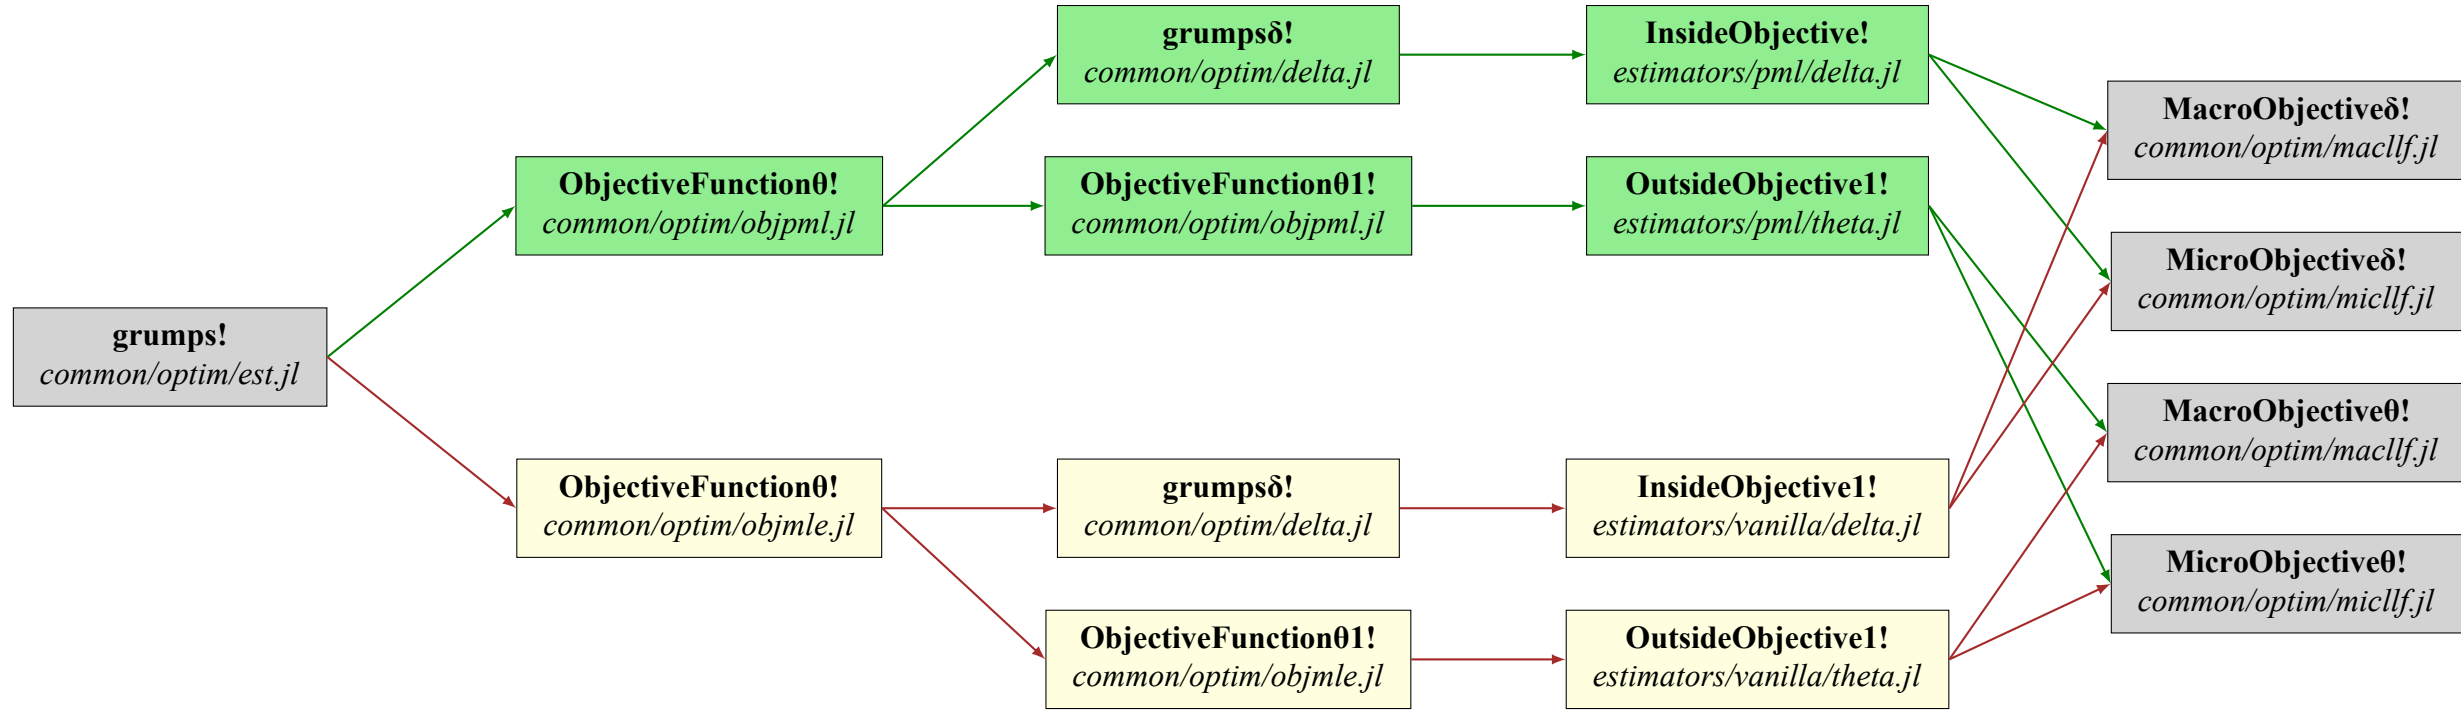 grumps!
common/optim/est.jl
ObjectiveFunctionθ!
common/optim/objpml.jl
ObjectiveFunctionθ!
common/optim/objmle.jl
grumpsδ!
common/optim/delta.jl
ObjectiveFunctionθ1!
common/optim/objpml.jl
grumpsδ!
common/optim/delta.jl
ObjectiveFunctionθ1!
common/optim/objmle.jl
InsideObjective!
estimators/pml/delta.jl
OutsideObjective1!
estimators/pml/theta.jl
InsideObjective1!
estimators/vanilla/delta.jl
OutsideObjective1!
estimators/vanilla/theta.jl
MacroObjectiveδ!
common/optim/macllf.jl
MicroObjectiveδ!
common/optim/micllf.jl
MacroObjectiveθ!
common/optim/macllf.jl
MicroObjectiveθ!
common/optim/micllf.jl